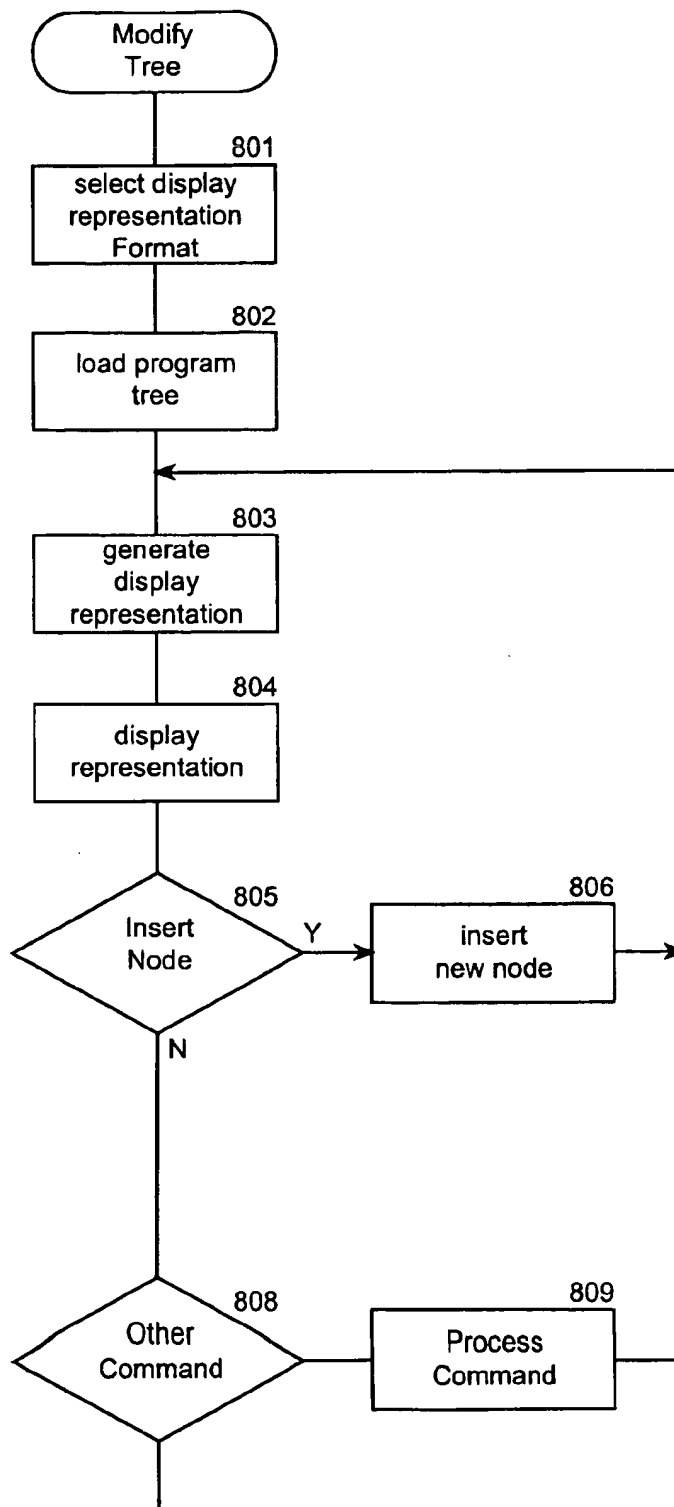 Modify
Tree
801
select display
representation
Format
802
load program
tree
803
generate
display
representation
804
display
representation
805
Insert
Node
Y
806
insert
new node
N
808
Other
Command
809
Process
Command